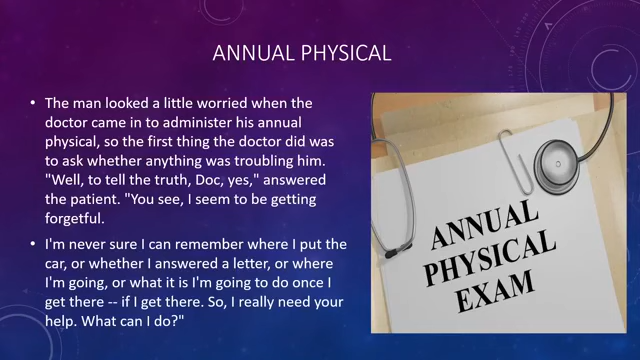 ANNUAL PHYSICAL
• The man looked a little worried when the
doctor came in to administer his annual
physical, so the first thing the doctor did was
to ask whether anything was troubling him.
"Well, to tell the truth, Doc, yes," answered
the patient. "You see, I seem to be getting
forgetful.
• I'm never sure I can remember where I put the
car, or whether I answered a letter, or where
I'm going, or what it is I'm going to do once I
get there -- if I get there. So, I really need your
help. What can I do?"
ANNUAL
PHYSICAL
EXAM